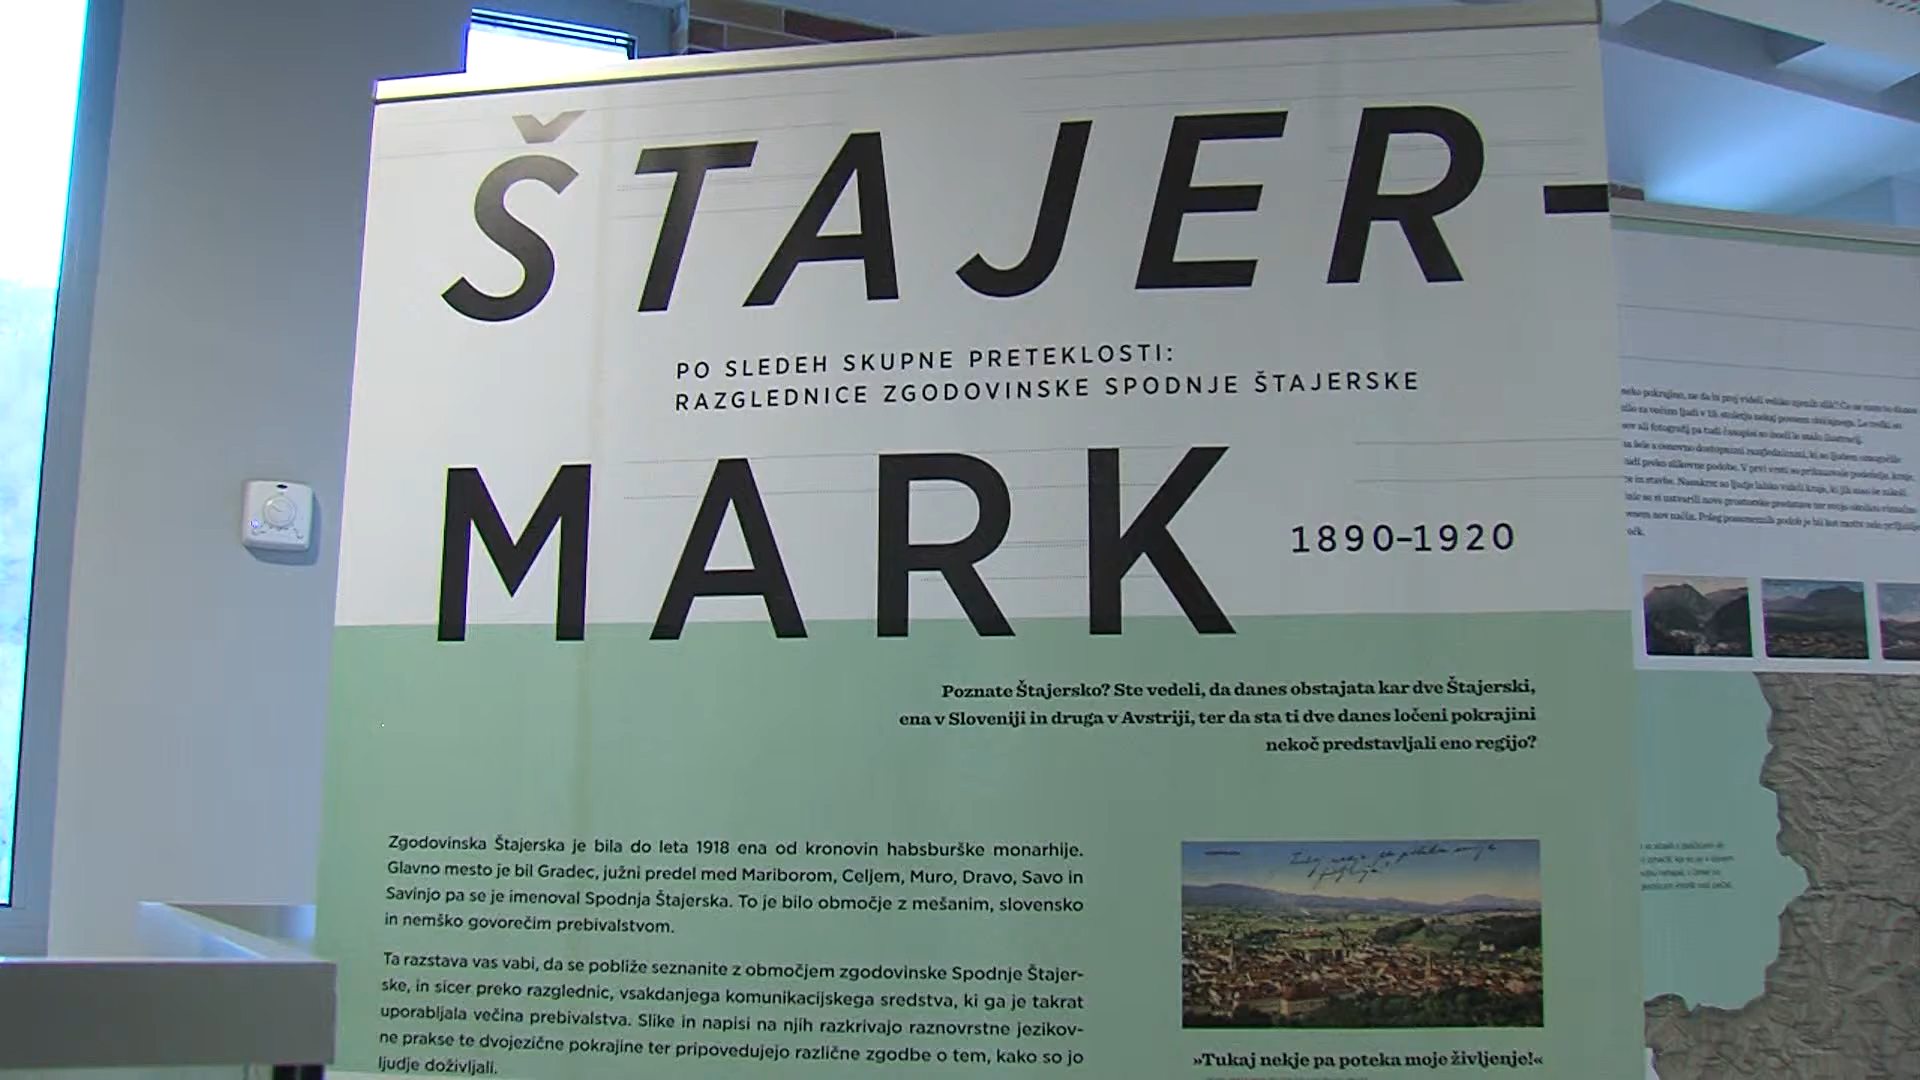 ŠTAJER-
PO SLEDEH SKUPNE PRETEKLOSTI:
RAZGLEDNICE ZGODOVINSKE SPODNJE ŠTAJERSKE
MARK
1890–1920
Poznate Štajersko? Ste vedeli, da danes obstajata kar dve Štajerski,
ena v Sloveniji in druga v Avstriji, ter da sta ti dve danes ločeni pokrajini
nekoč predstavljali eno regijo?
Zgodovinska Štajerska je bila do leta 1918 ena od kronovin habsburške monarhije.
Glavno mesto je bil Gradec, južni predel med Mariborom, Celjem, Muro, Dravo, Savo in
Savinjo pa se je imenoval Spodnja Štajerska. To je bilo območje z mešanim, slovensko
in nemško govorečim prebivalstvom.
Ta razstava vas vabi, da se pobliže seznanite z območjem zgodovinske Spodnje Štajer-
ske, in sicer preko razglednic, vsakdanjega komunikacijskega sredstva, ki ga je takrat
uporabljala večina prebivalstva. Slike in napisi na njih razkrivajo raznovrstne jezikov-
ne prakse te dvojezične pokrajine ter pripovedujejo različne zgodbe o tem, kako so jo
ljudje doživljali.
»Tukaj nekje pa poteka moje življenje!«